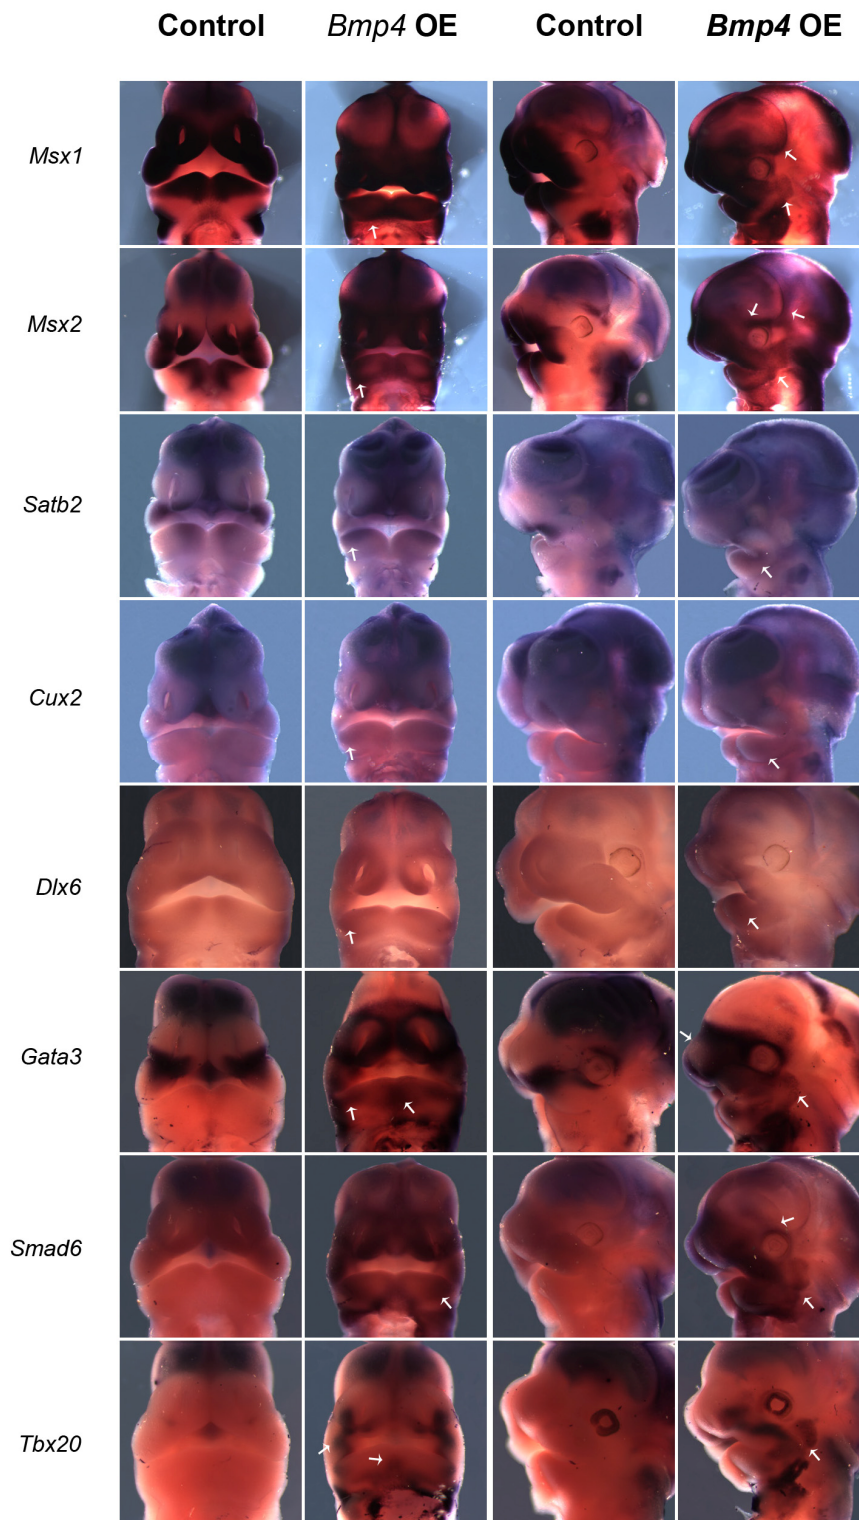 Control Bmp4 OE Control Bmp4 OE
Msx1
Msx2
Satb2
Cux2
Dlx6
Gata3
Smad6
Tbx20